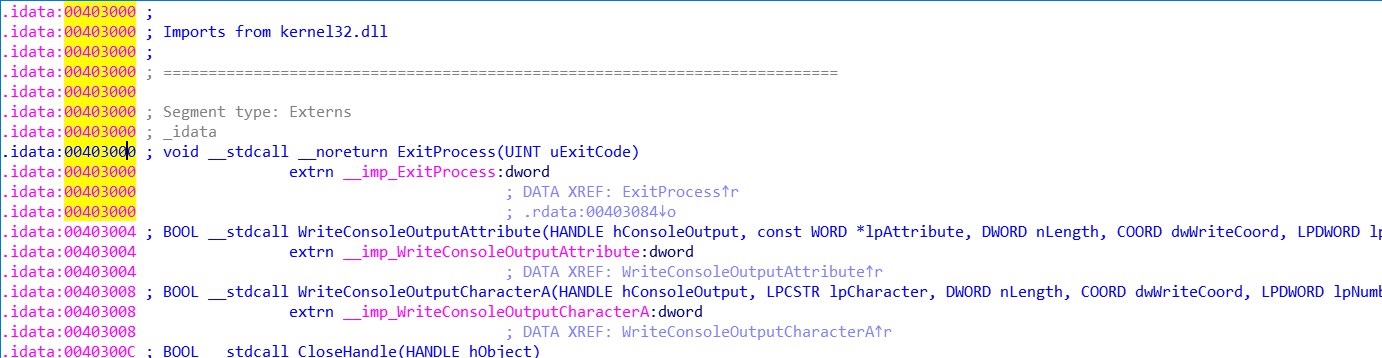 .idata:00403000 ;
.idata:00403000 ; Imports from kernel32.dll
.idata:00403000 ;
.idata:00403000 ; ===========================================================================
.idata:00403000
.idata:00403000 ; Segment type: Externs
.idata:00403000 ; _idata
.idata:00403000 ; void __stdcall __noreturn ExitProcess(UINT uExitCode)
.idata:00403000 extrn __imp_ExitProcess:dword
.idata:00403000 ; DATA XREF: ExitProcess↑r
.idata:00403000 ; .rdata:00403084↓o
.idata:00403004 ; BOOL __stdcall WriteConsoleOutputAttribute(HANDLE hConsoleOutput, const WORD *lpAttribute, DWORD nLength, COORD dwWriteCoord, LPDWORD lp
.idata:00403004 extrn __imp_WriteConsoleOutputAttribute:dword
.idata:00403004 ; DATA XREF: WriteConsoleOutputAttribute↑r
.idata:00403008 ; BOOL __stdcall WriteConsoleOutputCharacterA(HANDLE hConsoleOutput, LPCSTR lpCharacter, DWORD nLength, COORD dwWriteCoord, LPDWORD lpNumb
.idata:00403008 extrn __imp_WriteConsoleOutputCharacterA:dword
.idata:00403008 ; DATA XREF: WriteConsoleOutputCharacterA↑r
.idata:0040300C ; BOOL __stdcall CloseHandle(HANDLE hObject)